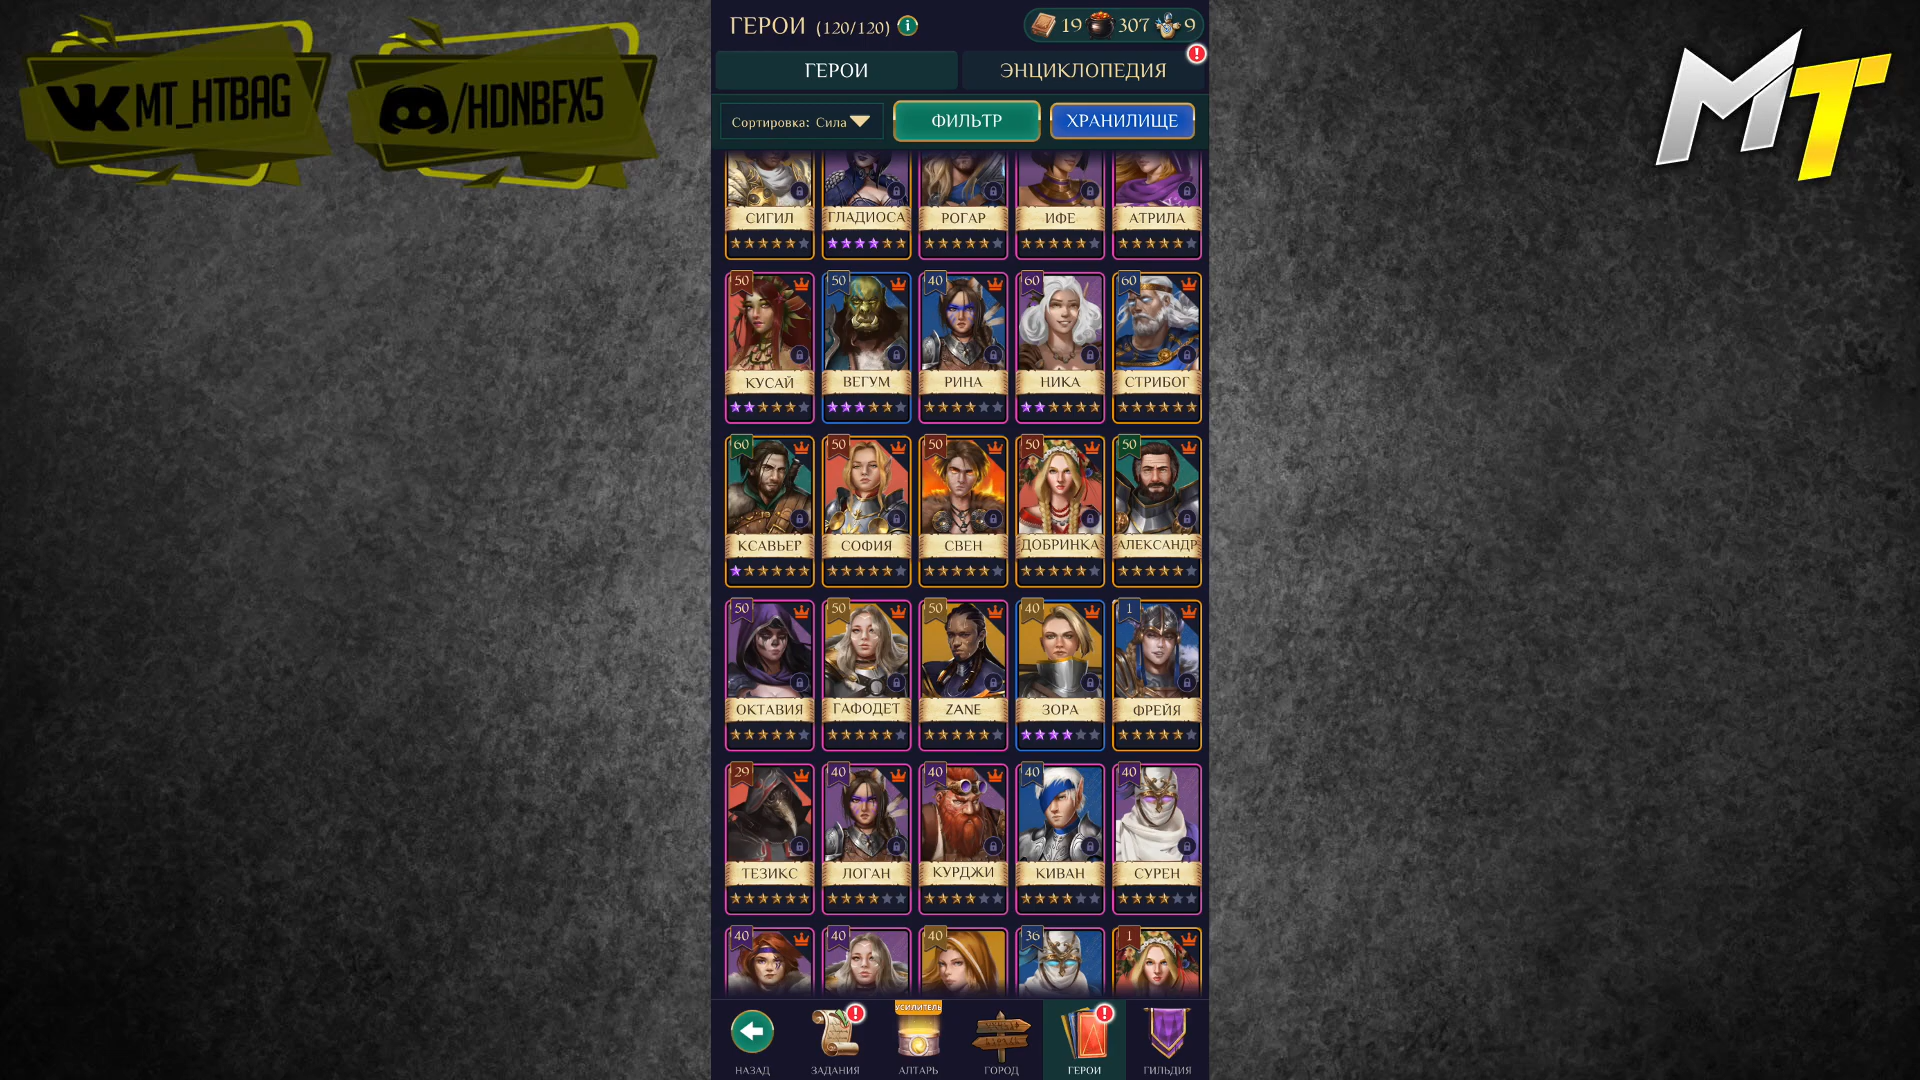 ГЕРОИ (120/120) i 19 307 9
ГЕРОИ ЭНЦИКЛОПЕДИЯ
Сортировка: Сила ФИЛЬТР ХРАНИЛИЩЕ
MT_HTBAG /HDNBFX5 MT
СИГИЛ ГЛАДИОСА РОГАР ИФЕ АТРИЛА
50 50 40 60 60
КУСАЙ ВЕГУМ РИНА НИКА СТРИБОГ
60 50 50 50 50
КСАВЬЕР СОФИЯ СВЕН ДОБРИНКА АЛЕКСАНДР
50 50 50 40 1
ОКТАВИЯ ГАФОДЕТ ZANE ЗОРА ФРЕЙЯ
29 40 40 40 40
ТЕЗИКС ЛОГАН КУРДЖИ КИВАН СУРЕН
40 40 40 36 1
УСИЛИТЕЛЬ
НАЗАД ЗАДАНИЯ АЛТАРЬ ГОРОД ГЕРОИ ГИЛЬДИЯ